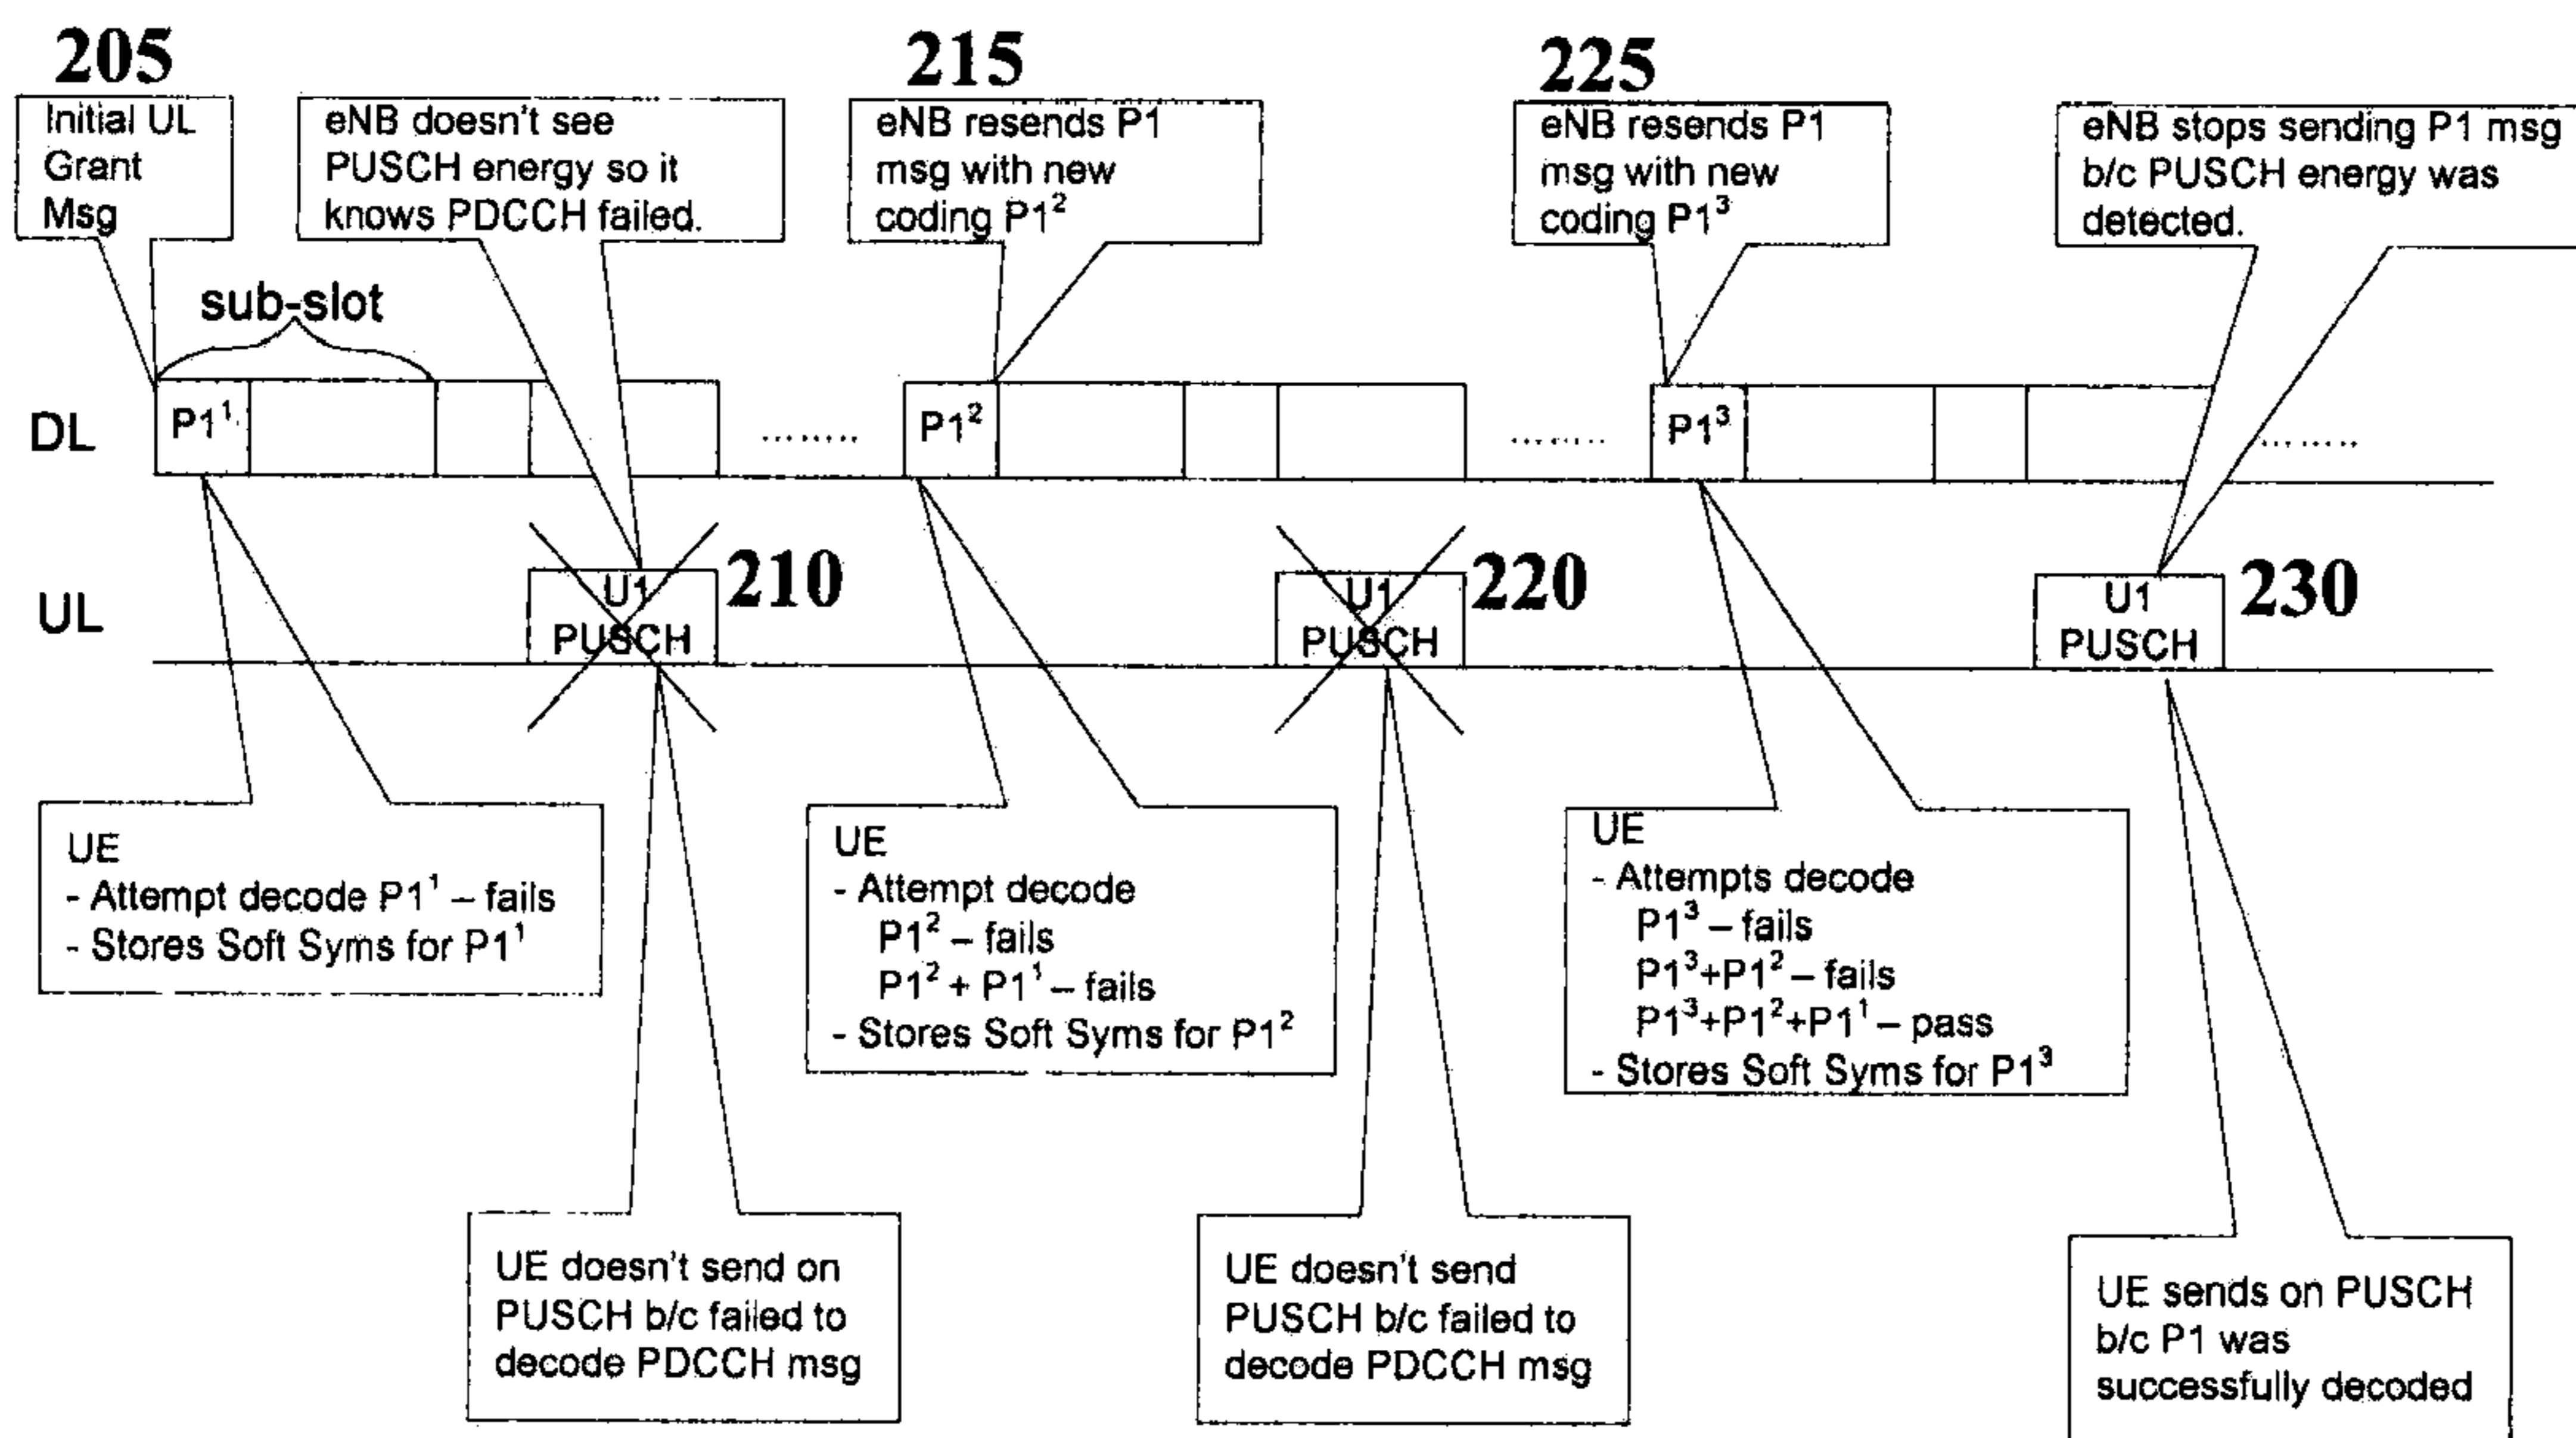 205
Initial UL
Grant
Msg
eNB doesn't see
PUSCH energy so it
knows PDCCH failed.
215
eNB resends P1
msg with new
coding P1²
225
eNB resends P1
msg with new
coding P1³
eNB stops sending P1 msg
b/c PUSCH energy was
detected.
sub-slot
DL
P1¹
........
P1²
........
P1³
........
UL
U1
PUSCH
210
U1
PUSCH
220
U1
PUSCH
230
UE
- Attempt decode P1¹ – fails
- Stores Soft Syms for P1¹
UE
- Attempt decode
P1² – fails
P1² + P1¹ – fails
- Stores Soft Syms for P1²
UE
- Attempts decode
P1³ – fails
P1³+P1² – fails
P1³+P1²+P1¹ – pass
- Stores Soft Syms for P1³
UE doesn't send on
PUSCH b/c failed to
decode PDCCH msg
UE doesn't send
PUSCH b/c failed to
decode PDCCH msg
UE sends on PUSCH
b/c P1 was
successfully decoded